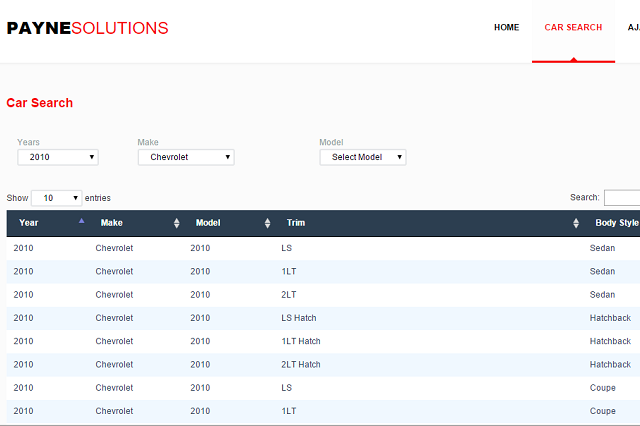 PAYNESOLUTIONS
HOME CAR SEARCH AJ
Car Search
Years Make Model
2010 Chevrolet Select Model
Show 10 entries Search:
Year Make Model Trim Body Style
2010 Chevrolet 2010 LS Sedan
2010 Chevrolet 2010 1LT Sedan
2010 Chevrolet 2010 2LT Sedan
2010 Chevrolet 2010 LS Hatch Hatchback
2010 Chevrolet 2010 1LT Hatch Hatchback
2010 Chevrolet 2010 2LT Hatch Hatchback
2010 Chevrolet 2010 LS Coupe
2010 Chevrolet 2010 1LT Coupe